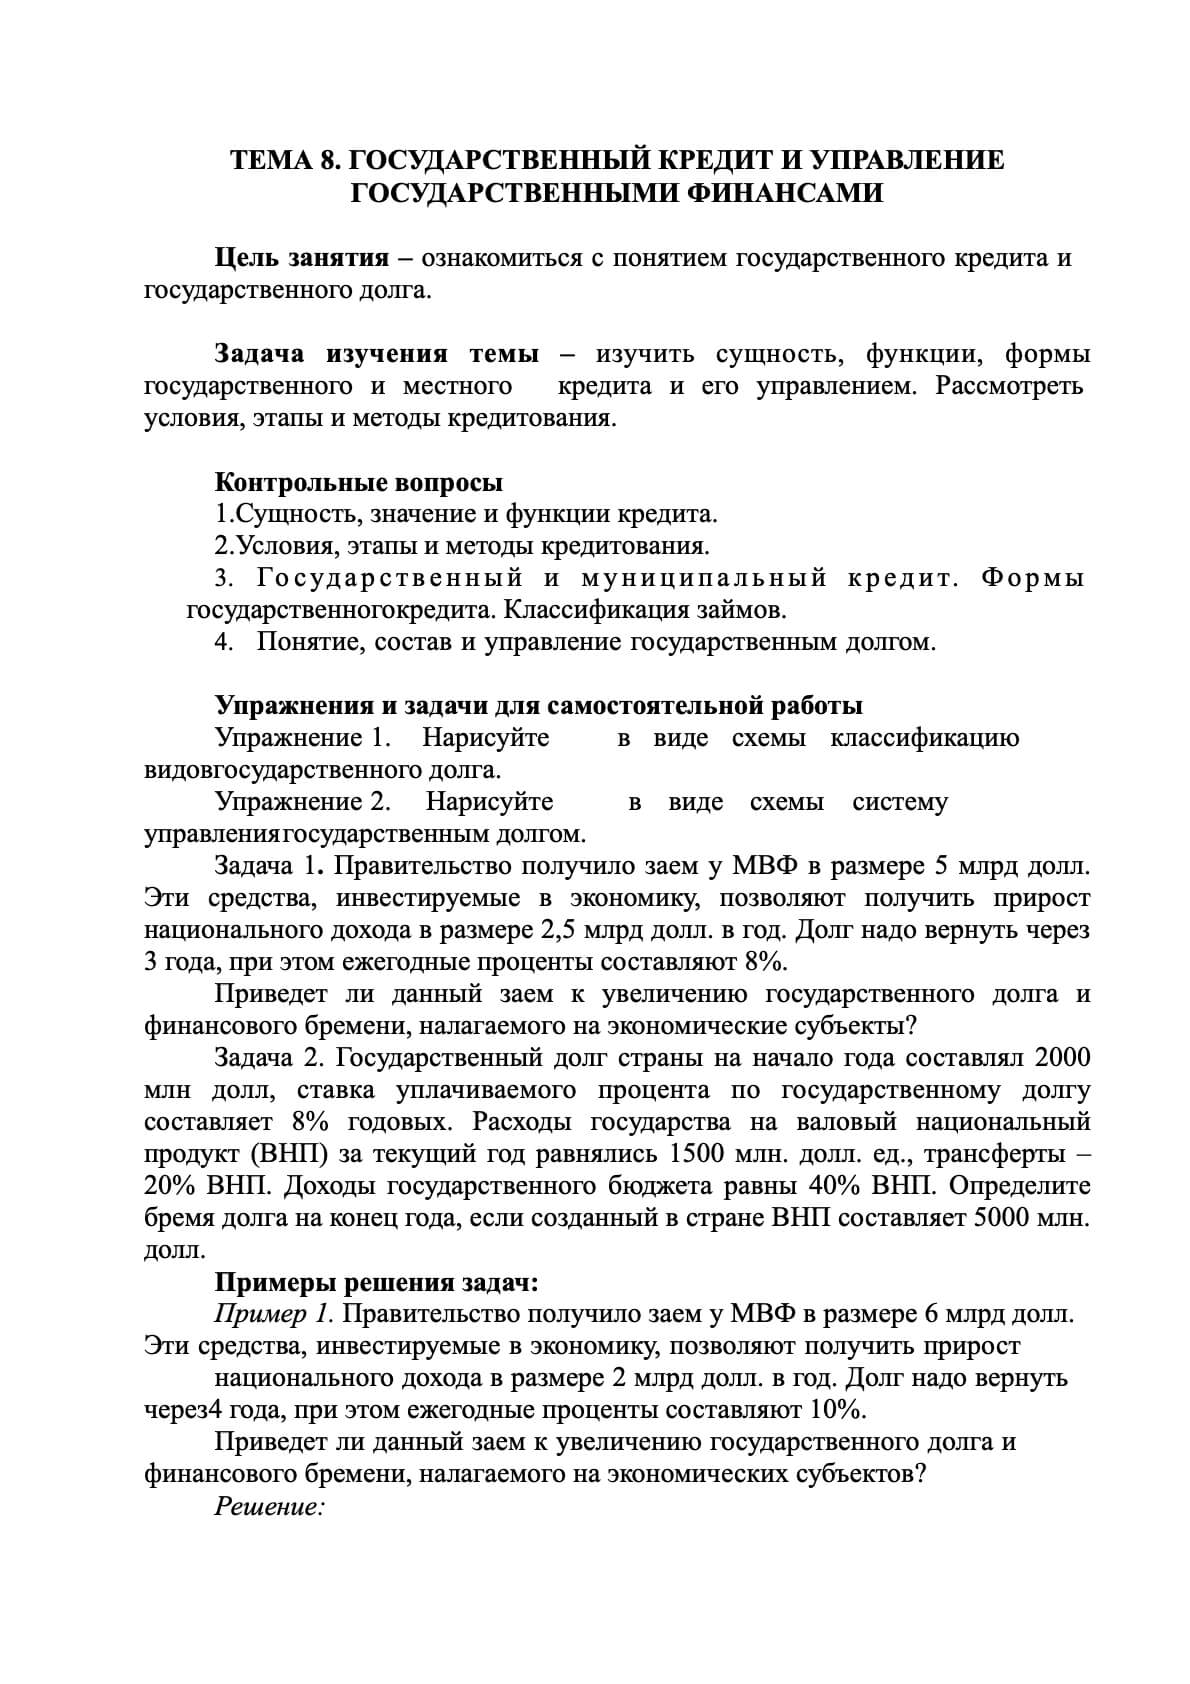 ТЕМА 8. ГОСУДАРСТВЕННЫЙ КРЕДИТ И УПРАВЛЕНИЕ
ГОСУДАРСТВЕННЫМИ ФИНАНСАМИ
Цель занятия – ознакомиться с понятием государственного кредита и
государственного долга.
Задача изучения темы – изучить сущность, функции, формы
государственного и местного кредита и его управлением. Рассмотреть
условия, этапы и методы кредитования.
Контрольные вопросы
1.Сущность, значение и функции кредита.
2.Условия, этапы и методы кредитования.
3. Государственный и муниципальный кредит. Формы
государственногокредита. Классификация займов.
4. Понятие, состав и управление государственным долгом.
Упражнения и задачи для самостоятельной работы
Упражнение 1. Нарисуйте в виде схемы классификацию
видовгосударственного долга.
Упражнение 2. Нарисуйте в виде схемы систему
управлениягосударственным долгом.
Задача 1. Правительство получило заем у МВФ в размере 5 млрд долл.
Эти средства, инвестируемые в экономику, позволяют получить прирост
национального дохода в размере 2,5 млрд долл. в год. Долг надо вернуть через
3 года, при этом ежегодные проценты составляют 8%.
Приведет ли данный заем к увеличению государственного долга и
финансового бремени, налагаемого на экономические субъекты?
Задача 2. Государственный долг страны на начало года составлял 2000
млн долл, ставка уплачиваемого процента по государственному долгу
составляет 8% годовых. Расходы государства на валовый национальный
продукт (ВНП) за текущий год равнялись 1500 млн. долл. ед., трансферты –
20% ВНП. Доходы государственного бюджета равны 40% ВНП. Определите
бремя долга на конец года, если созданный в стране ВНП составляет 5000 млн.
долл.
Примеры решения задач:
Пример 1. Правительство получило заем у МВФ в размере 6 млрд долл.
Эти средства, инвестируемые в экономику, позволяют получить прирост
национального дохода в размере 2 млрд долл. в год. Долг надо вернуть
через4 года, при этом ежегодные проценты составляют 10%.
Приведет ли данный заем к увеличению государственного долга и
финансового бремени, налагаемого на экономических субъектов?
Решение: